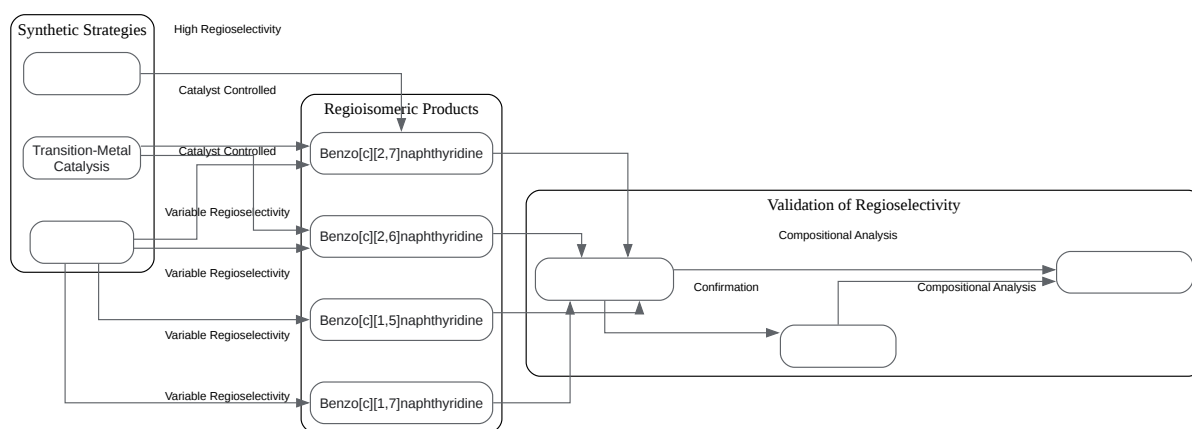 Synthetic Strategies
High Regioselectivity
Catalyst Controlled
Regioisomeric Products
Transition-Metal
Catalysis
Catalyst Controlled
Benzo[c][2,7]naphthyridine
Variable Regioselectivity
Benzo[c][2,6]naphthyridine
Variable Regioselectivity
Benzo[c][1,5]naphthyridine
Variable Regioselectivity
Benzo[c][1,7]naphthyridine
Variable Regioselectivity
Validation of Regioselectivity
Compositional Analysis
Confirmation
Compositional Analysis